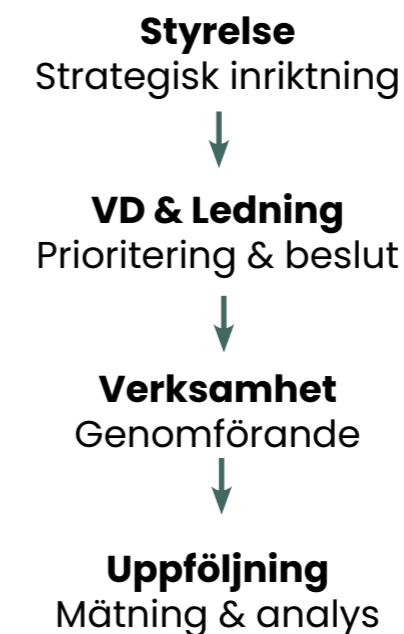 Styrelse
Strategisk inriktning
VD & Ledning
Prioritering & beslut
Verksamhet
Genomförande
Uppföljning
Mätning & analys